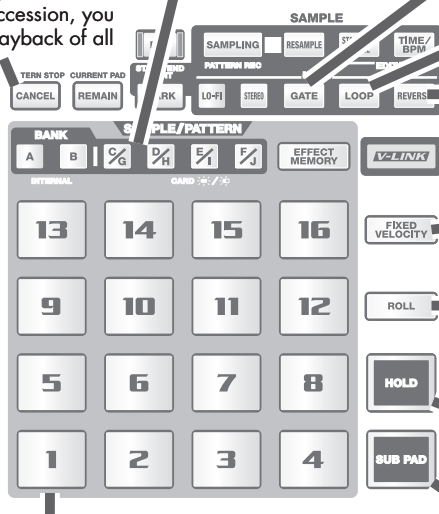 ccession, you
ayback of all
SAMPLE
SAMPLING RESAMPLE TIME/BPM
PATTERN REC
TERN STOP CURRENT PAD
CANCEL REMAIN LO-FI STEREO GATE LOOP REVERS
BANK
A B C/G D/H E/I F/J EFFECT MEMORY V-LINK
INTERNAL CARD
13 14 15 16 FIXED VELOCITY
9 10 11 12 ROLL
5 6 7 8 HOLD
1 2 3 4 SUB PAD